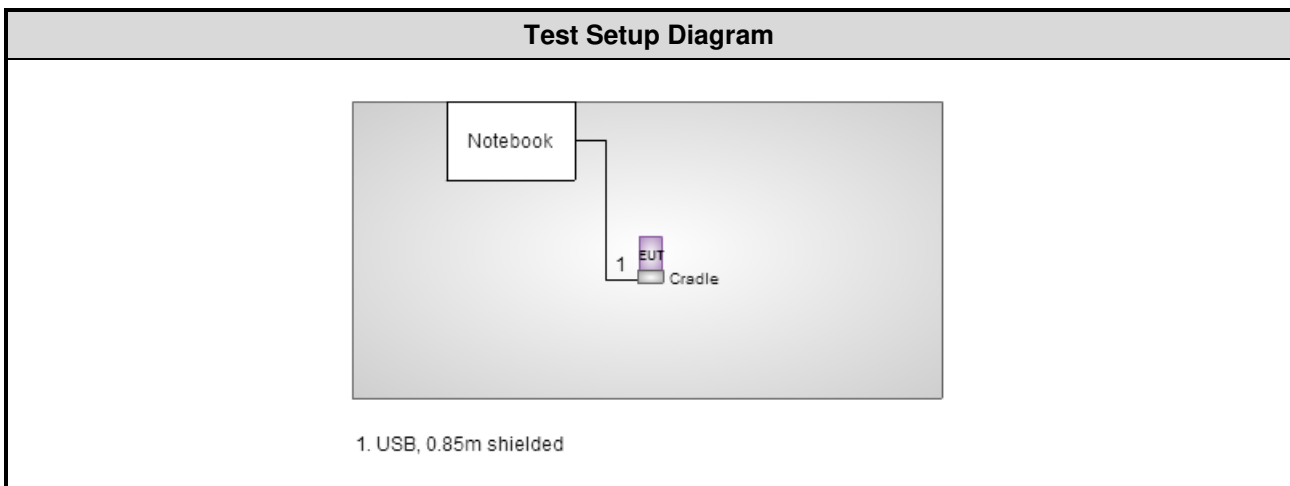 Test Setup Diagram
Notebook
EUT
1
Cradle
1. USB, 0.85m shielded